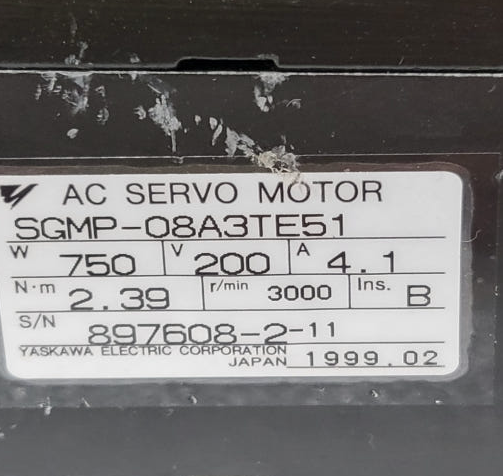 AC SERVO MOTOR
SGMP-08A3TE51
W 750 V 200 A 4.1
N·m 2.39 r/min 3000 Ins. B
S/N 897608-2-11
YASKAWA ELECTRIC CORPORATION
JAPAN 1999.02